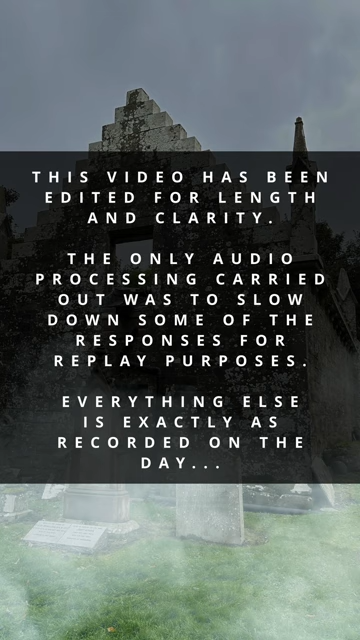 THIS VIDEO HAS BEEN
EDITED FOR LENGTH
AND CLARITY.
THE ONLY AUDIO
PROCESSING CARRIED
OUT WAS TO SLOW
DOWN SOME OF THE
RESPONSES FOR
REPLAY PURPOSES.
EVERYTHING ELSE
IS EXACTLY AS
RECORDED ON THE
DAY...